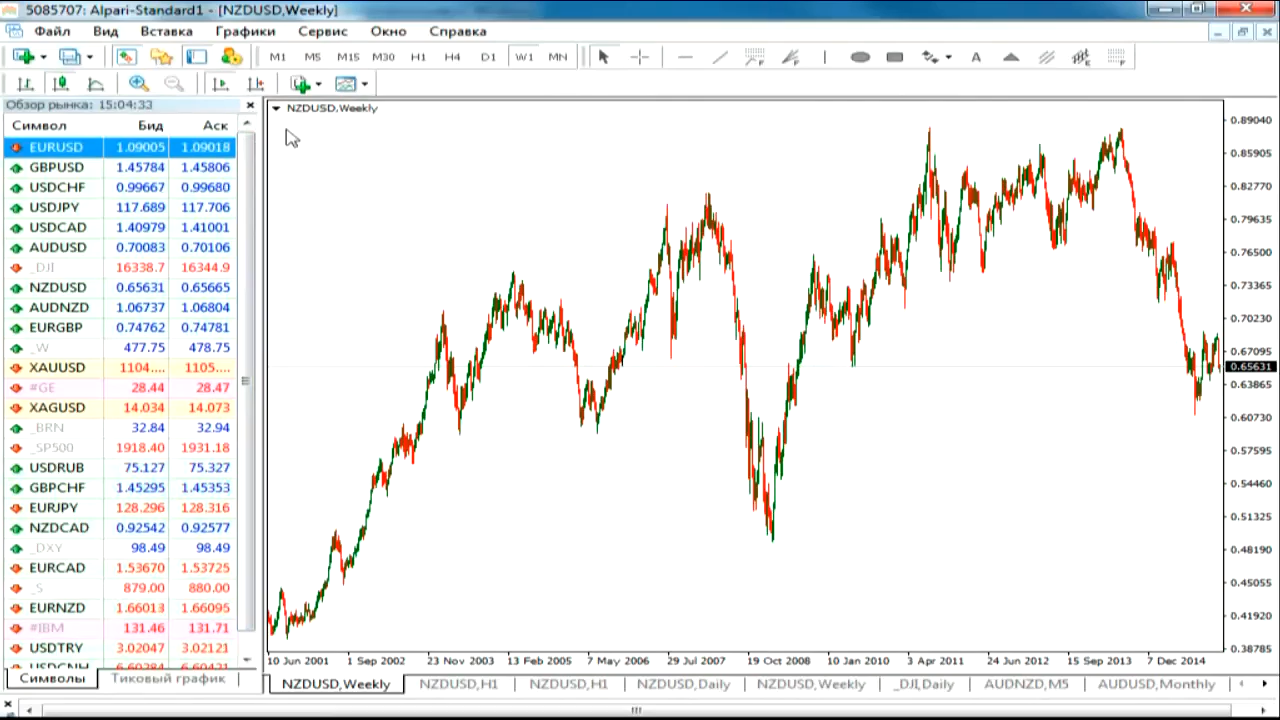 5085707: Alpari-Standard1 - [NZDUSD,Weekly]
Файл Вид Вставка Графики Сервис Окно Справка
M1 M5 M15 M30 H1 H4 D1 W1 MN A
Обзор рынка: 15:04:33
Символ Бид Аск
EURUSD 1.09005 1.09018
GBPUSD 1.45784 1.45806
USDCHF 0.99667 0.99680
USDJPY 117.689 117.706
USDCAD 1.40979 1.41001
AUDUSD 0.70083 0.70106
_DJI 16338.7 16344.9
NZDUSD 0.65631 0.65665
AUDNZD 1.06737 1.06804
EURGBP 0.74762 0.74781
_W 477.75 478.75
XAUUSD 1104.... 1105....
#GE 28.44 28.47
XAGUSD 14.034 14.073
_BRN 32.84 32.94
_SP500 1918.40 1931.18
USDRUB 75.127 75.327
GBPCHF 1.45295 1.45353
EURJPY 128.296 128.316
NZDCAD 0.92542 0.92577
_DXY 98.49 98.49
EURCAD 1.53670 1.53725
_S 879.00 880.00
EURNZD 1.66013 1.66095
#IBM 131.46 131.71
USDTRY 3.02047 3.02121
USDCNH 6.60284 6.60421
Символы Тиковый график
NZDUSD,Weekly
0.89040
0.85905
0.82770
0.79635
0.76500
0.73365
0.70230
0.67095
0.65631
0.63865
0.60730
0.57595
0.54460
0.51325
0.48190
0.45055
0.41920
0.38785
10 Jun 2001 1 Sep 2002 23 Nov 2003 13 Feb 2005 7 May 2006 29 Jul 2007 19 Oct 2008 10 Jan 2010 3 Apr 2011 24 Jun 2012 15 Sep 2013 7 Dec 2014
NZDUSD,Weekly NZDUSD,H1 NZDUSD,H1 NZDUSD,Daily NZDUSD,Weekly _DJI,Daily AUDNZD,M5 AUDUSD,Monthly